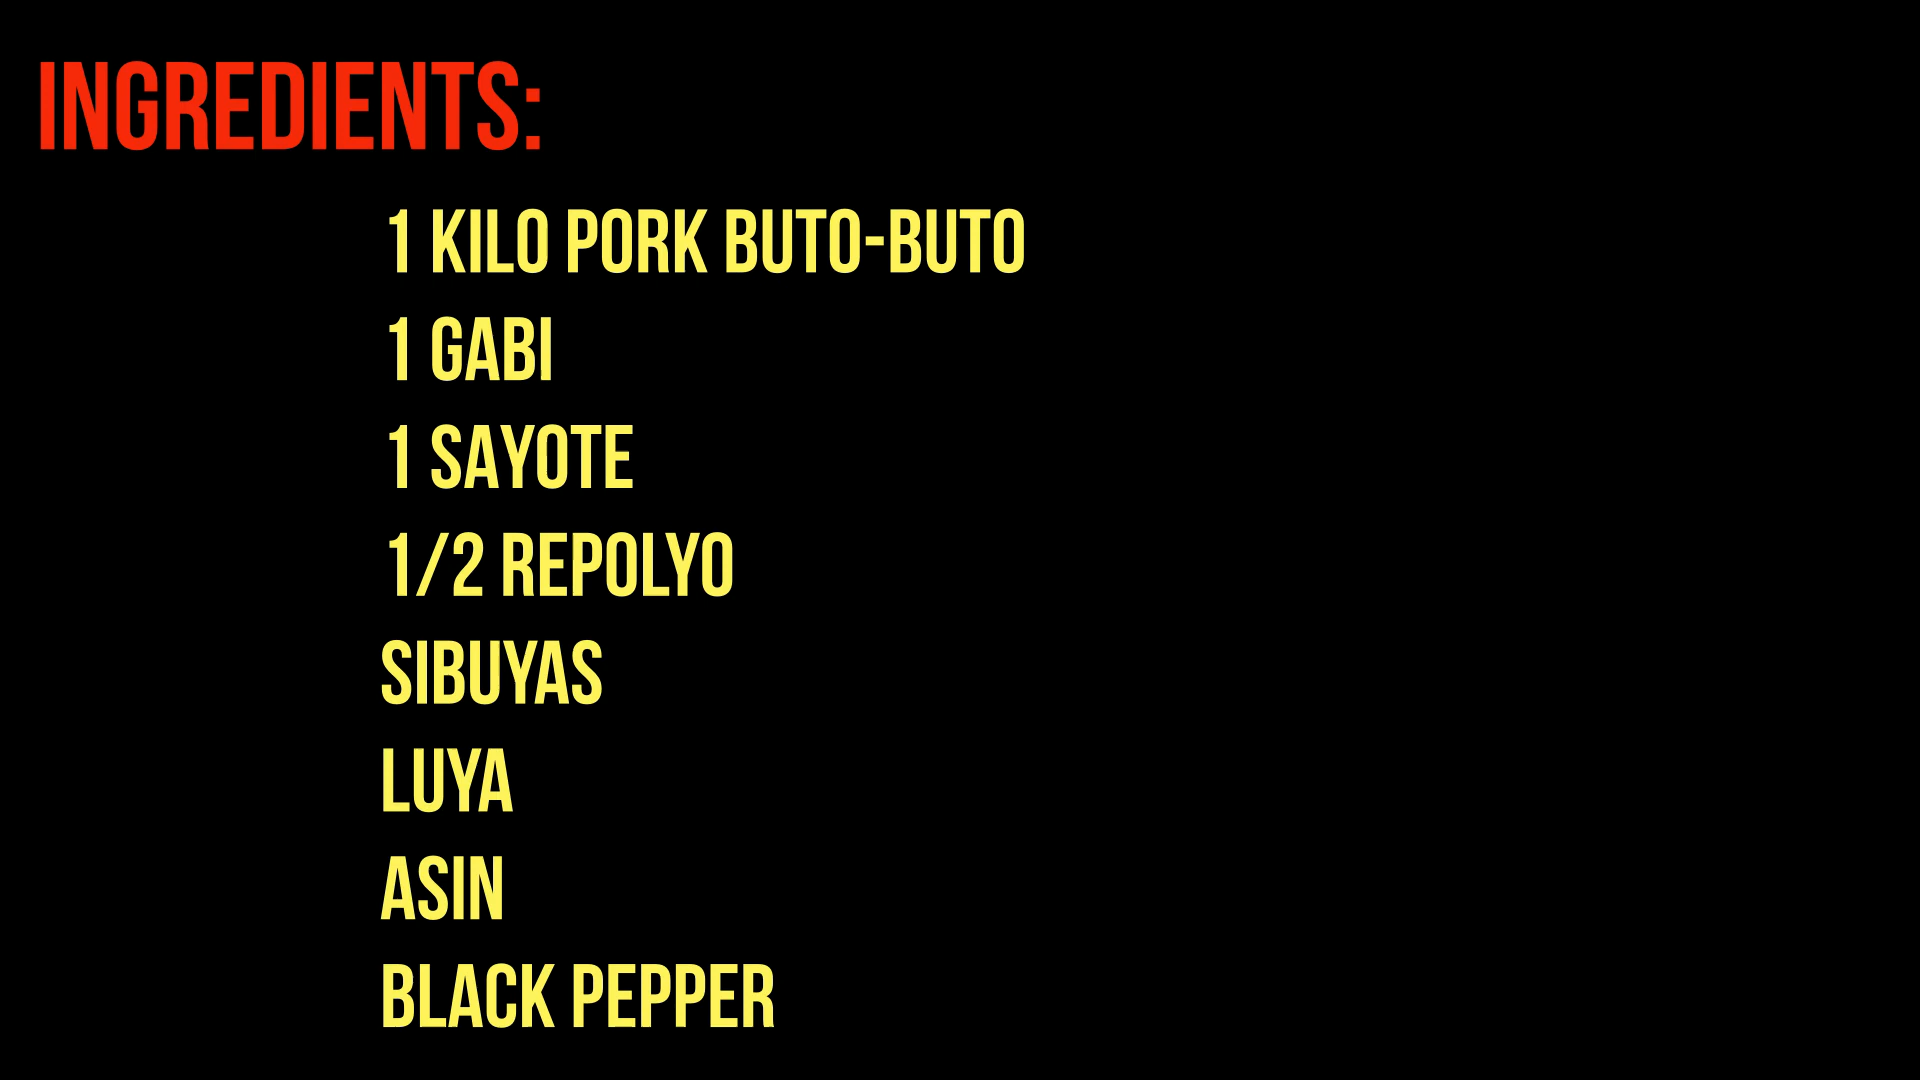 INGREDIENTS:
1 KILO PORK BUTO-BUTO
1 GABI
1 SAYOTE
1/2 REPOLYO
SIBUYAS
LUYA
ASIN
BLACK PEPPER